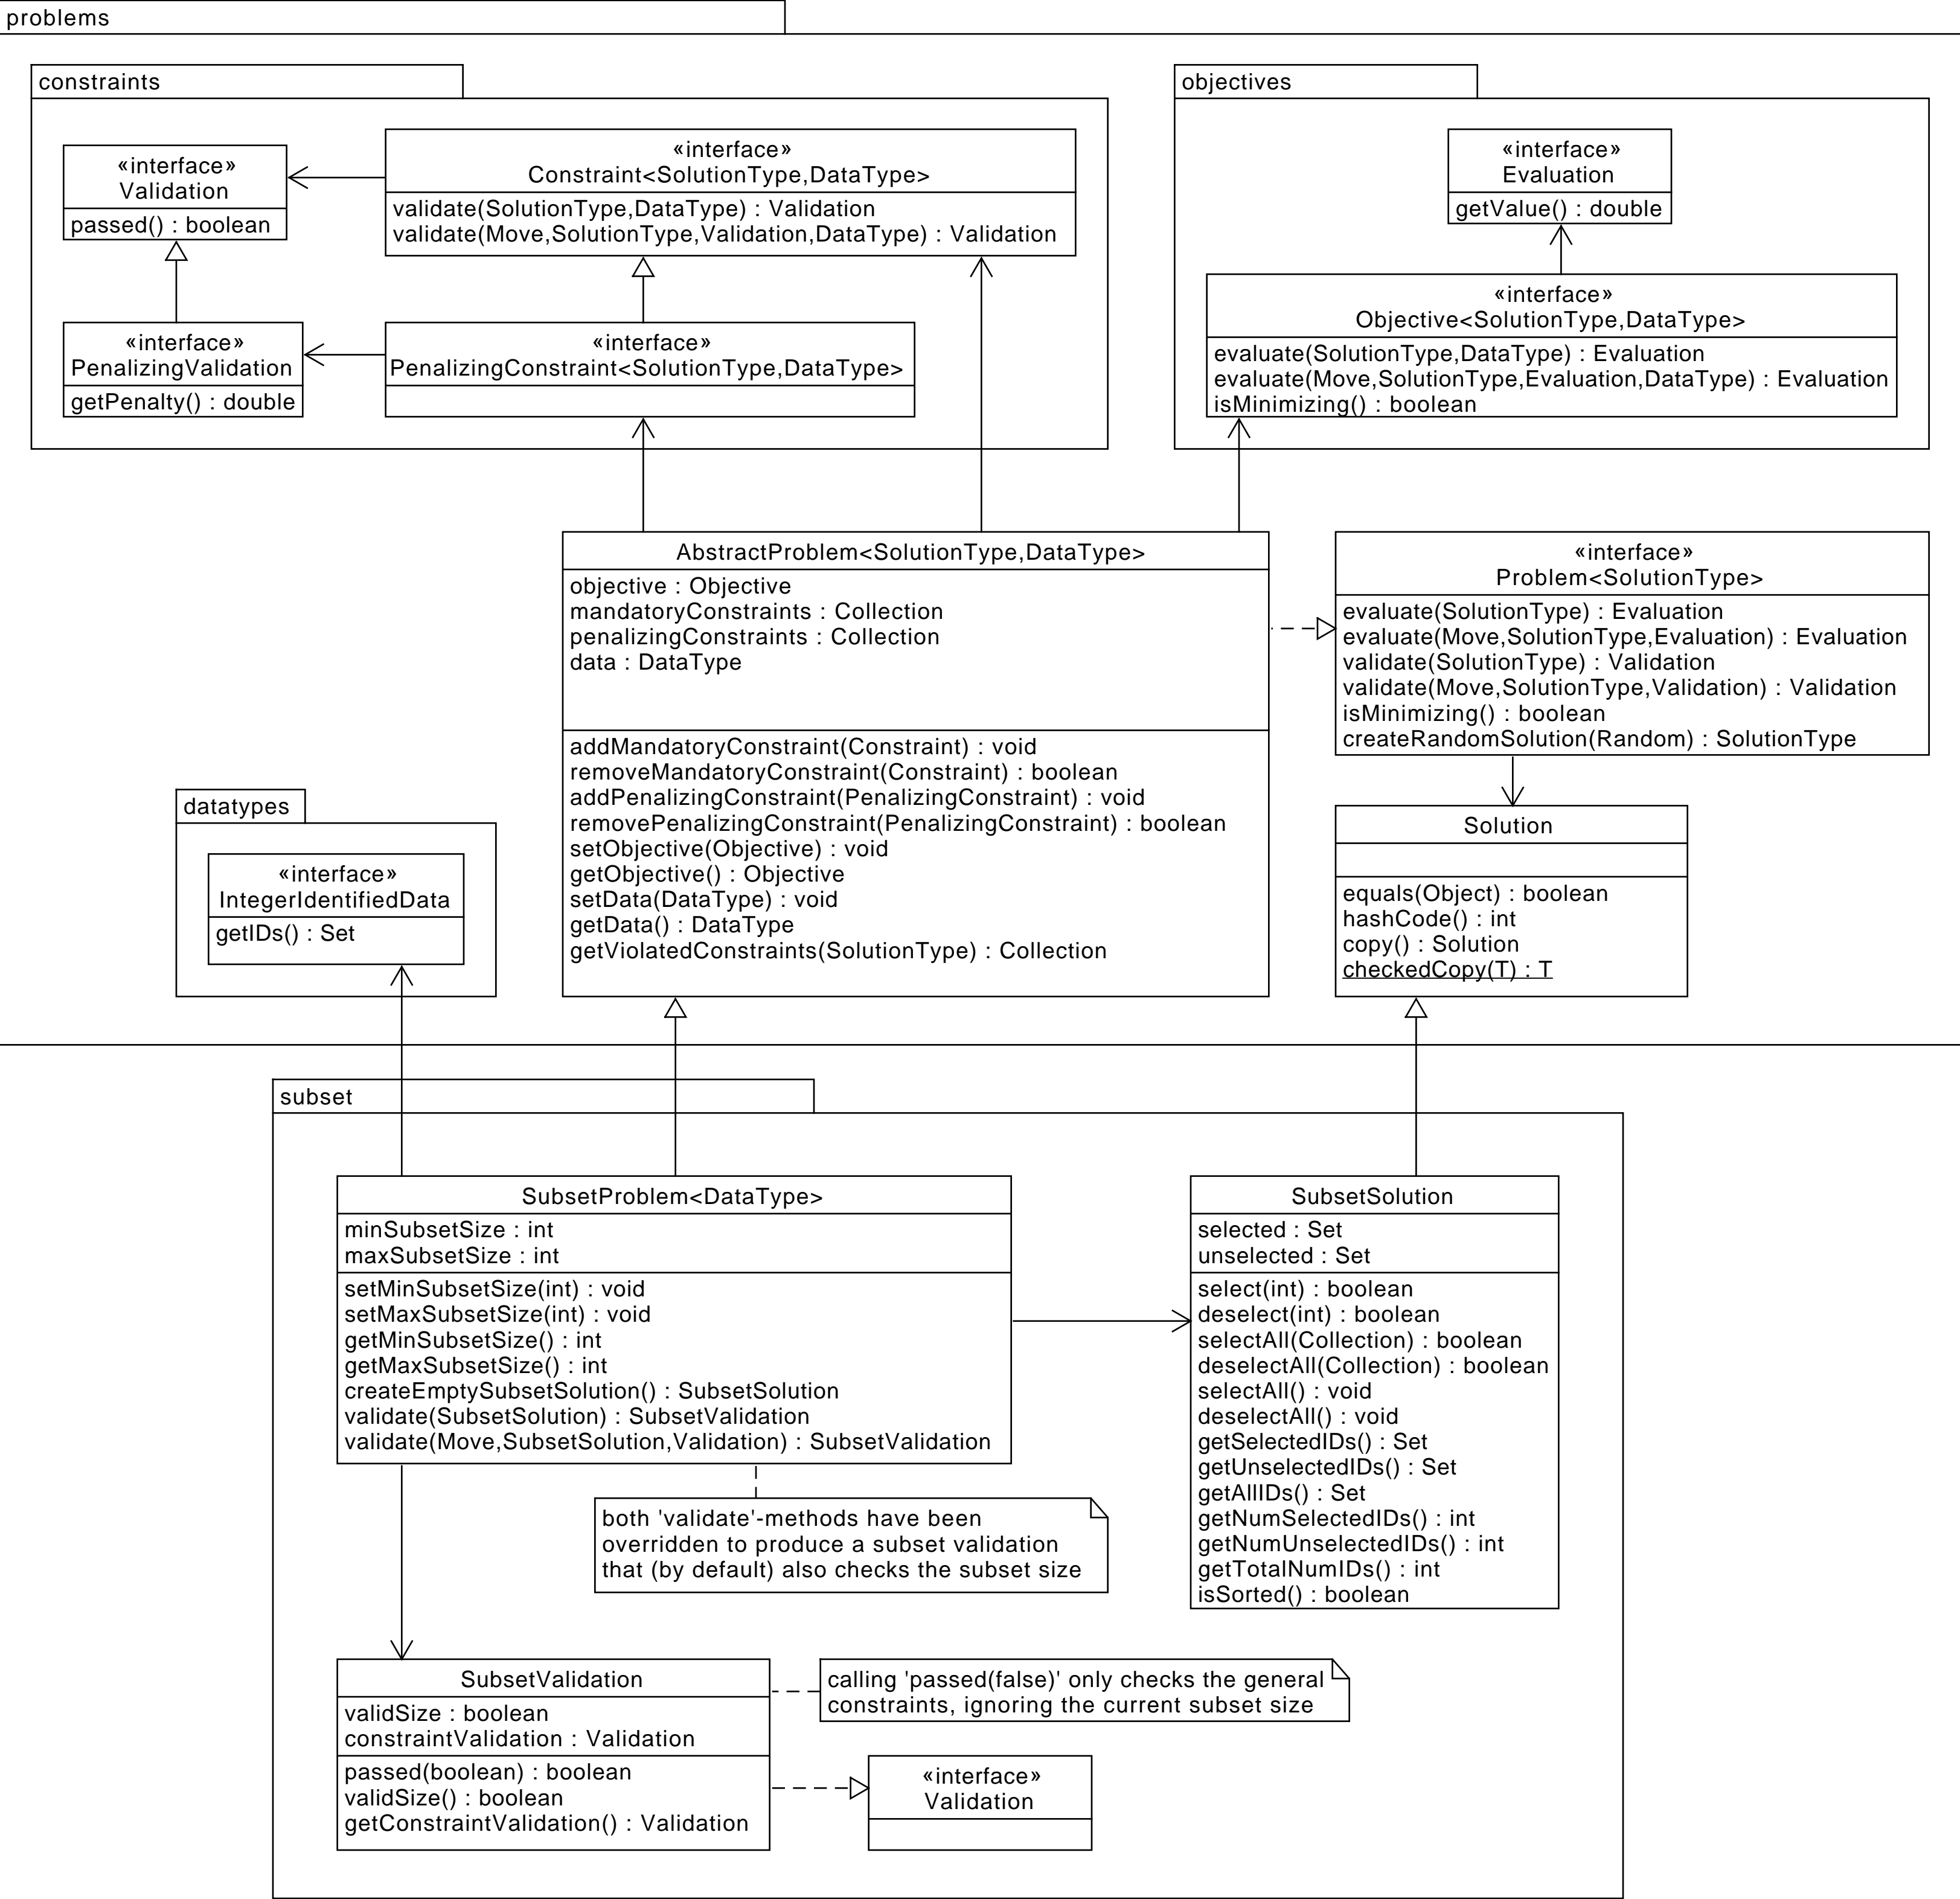 problems
constraints
«interface»
Validation
passed() : boolean
«interface»
Constraint<SolutionType,DataType>
validate(SolutionType,DataType) : Validation
validate(Move,SolutionType,Validation,DataType) : Validation
«interface»
PenalizingValidation
getPenalty() : double
«interface»
PenalizingConstraint<SolutionType,DataType>
objectives
«interface»
Evaluation
getValue() : double
«interface»
Objective<SolutionType,DataType>
evaluate(SolutionType,DataType) : Evaluation
evaluate(Move,SolutionType,Evaluation,DataType) : Evaluation
isMinimizing() : boolean
AbstractProblem<SolutionType,DataType>
objective : Objective
mandatoryConstraints : Collection
penalizingConstraints : Collection
data : DataType
addMandatoryConstraint(Constraint) : void
removeMandatoryConstraint(Constraint) : boolean
addPenalizingConstraint(PenalizingConstraint) : void
removePenalizingConstraint(PenalizingConstraint) : boolean
setObjective(Objective) : void
getObjective() : Objective
setData(DataType) : void
getData() : DataType
getViolatedConstraints(SolutionType) : Collection
«interface»
Problem<SolutionType>
evaluate(SolutionType) : Evaluation
evaluate(Move,SolutionType,Evaluation) : Evaluation
validate(SolutionType) : Validation
validate(Move,SolutionType,Validation) : Validation
isMinimizing() : boolean
createRandomSolution(Random) : SolutionType
datatypes
«interface»
IntegerIdentifiedData
getIDs() : Set
Solution
equals(Object) : boolean
hashCode() : int
copy() : Solution
checkedCopy(T) : T
subset
SubsetProblem<DataType>
minSubsetSize : int
maxSubsetSize : int
setMinSubsetSize(int) : void
setMaxSubsetSize(int) : void
getMinSubsetSize() : int
getMaxSubsetSize() : int
createEmptySubsetSolution() : SubsetSolution
validate(SubsetSolution) : SubsetValidation
validate(Move,SubsetSolution,Validation) : SubsetValidation
SubsetSolution
selected : Set
unselected : Set
select(int) : boolean
deselect(int) : boolean
selectAll(Collection) : boolean
deselectAll(Collection) : boolean
selectAll() : void
deselectAll() : void
getSelectedIDs() : Set
getUnselectedIDs() : Set
getAllIDs() : Set
getNumSelectedIDs() : int
getNumUnselectedIDs() : int
getTotalNumIDs() : int
isSorted() : boolean
both 'validate'-methods have been
overridden to produce a subset validation
that (by default) also checks the subset size
SubsetValidation
validSize : boolean
constraintValidation : Validation
passed(boolean) : boolean
validSize() : boolean
getConstraintValidation() : Validation
calling 'passed(false)' only checks the general
constraints, ignoring the current subset size
«interface»
Validation